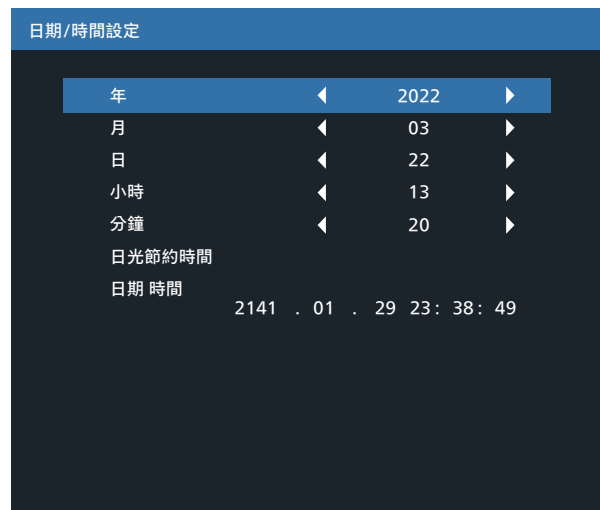 日期/時間設定
年 2022
月 03
日 22
小時 13
分鐘 20
日光節約時間
日期 時間
2141 . 01 . 29 23: 38: 49